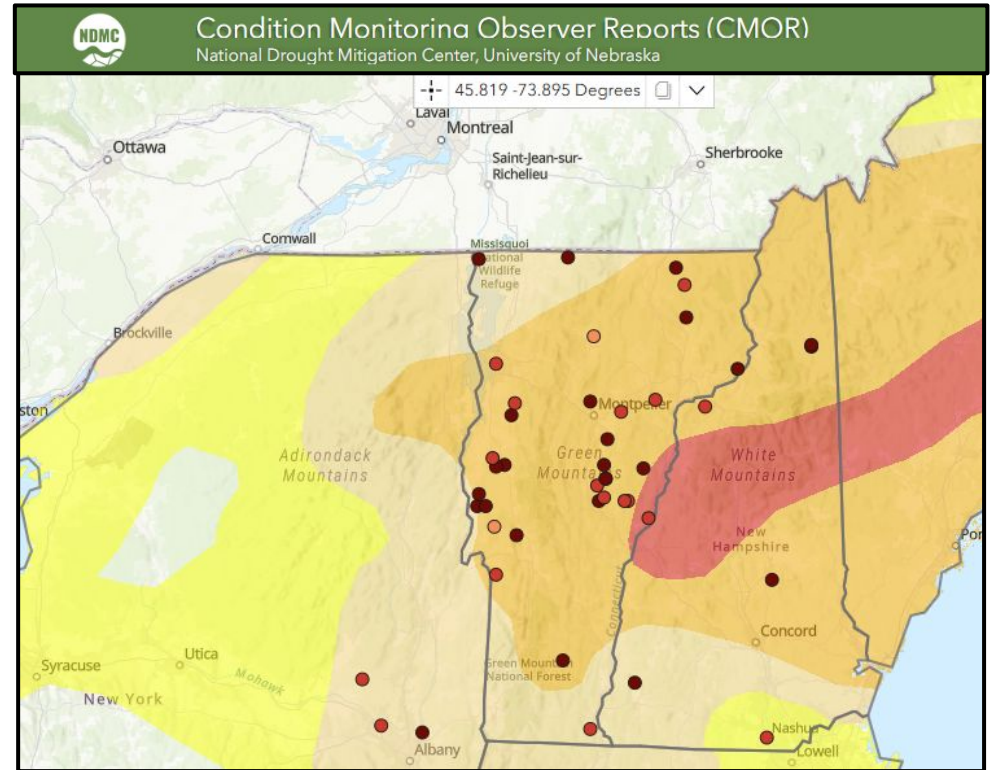 NDMC
Condition Monitoring Observer Reports (CMOR)
National Drought Mitigation Center, University of Nebraska
45.819 -73.895 Degrees
Laval
Montreal
Ottawa
Saint-Jean-sur-
Richelieu
Sherbrooke
Cornwall
Missisquoi
National
Wildlife
Refuge
Brockville
ston
Montpelier
Adirondack
Mountains
Green
Mountains
White
Mountains
New
Hampshire
Por
Connecticut
Concord
Syracuse
Utica
Mohawk
Green Mountain
National Forest
New York
Nashua
Albany
Lowell